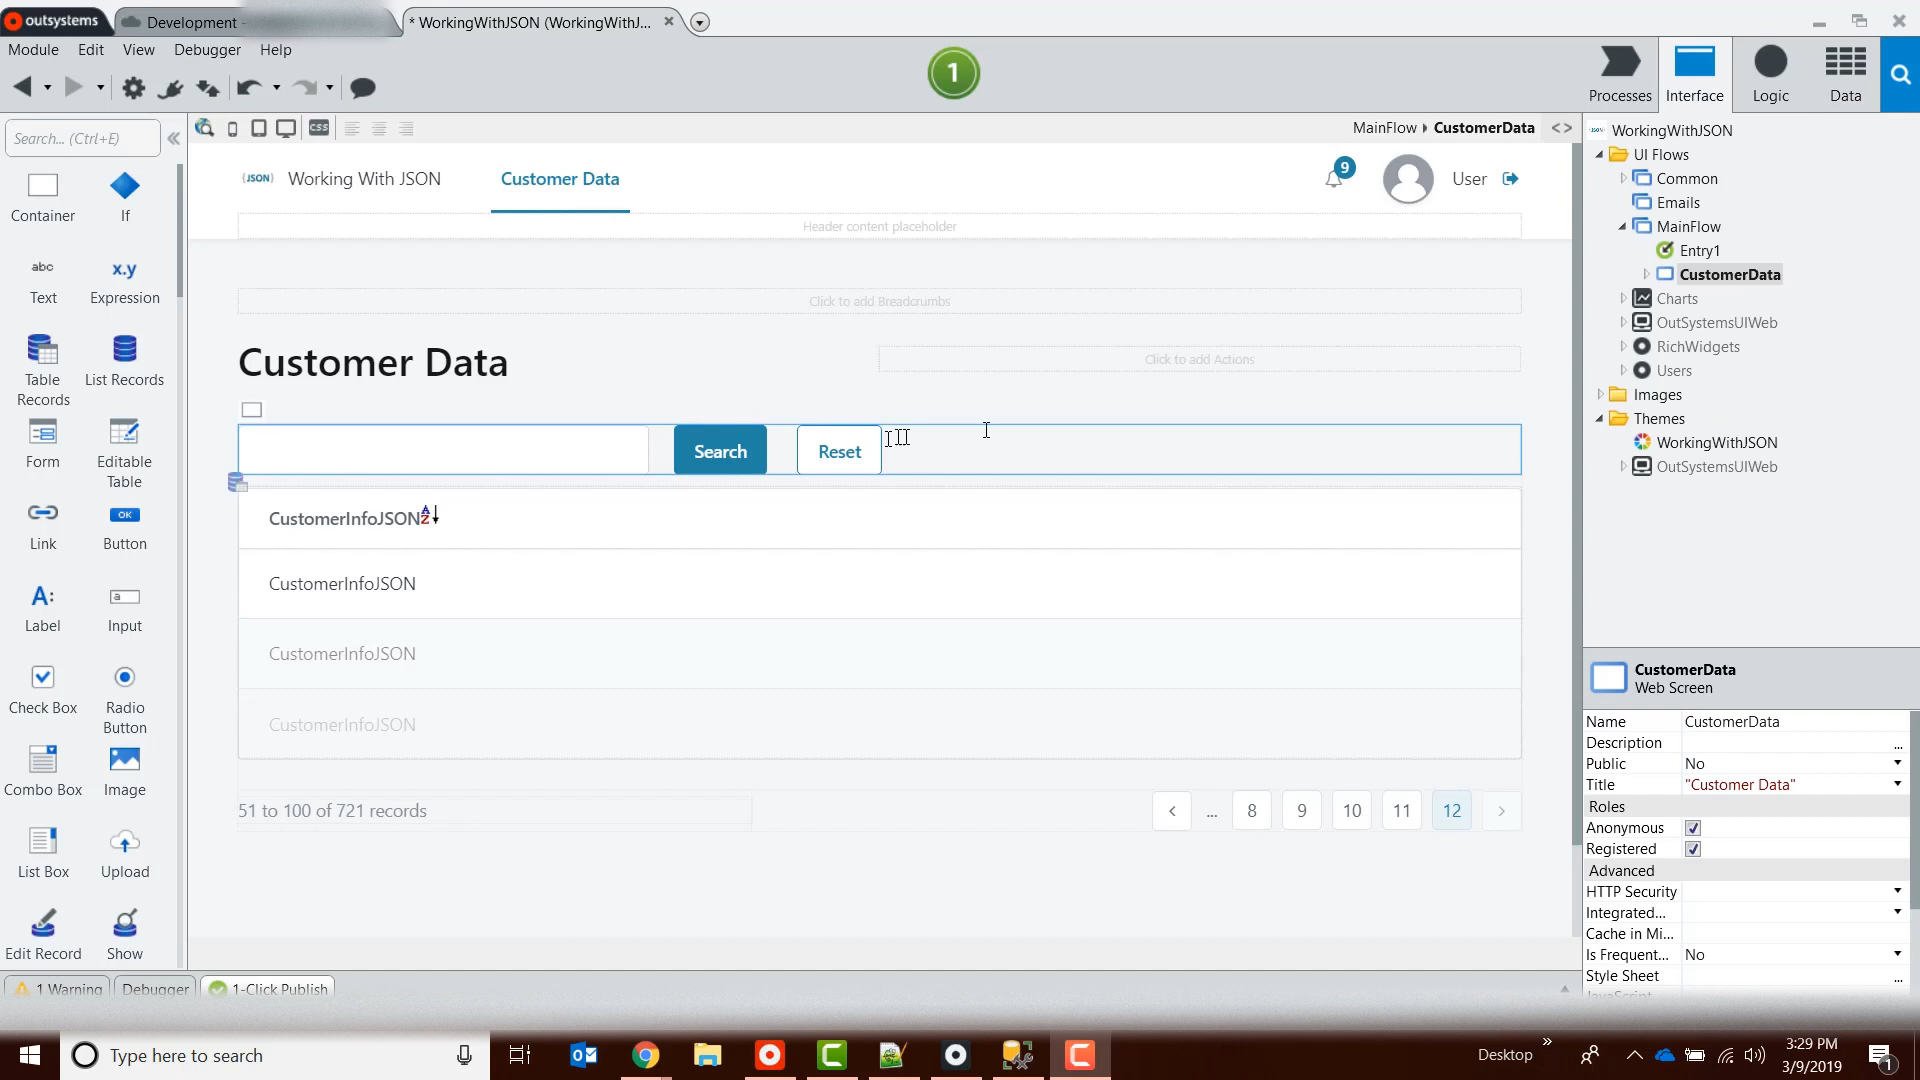 outsystems
Development -
* WorkingWithJSON (WorkingWithJ...
Module Edit View Debugger Help
1
Processes Interface Logic Data
Search... (Ctrl+E)
css
MainFlow CustomerData
Container If
abc x.y
Text Expression
Table Records List Records
Form Editable Table
OK
Link Button
A: a
Label Input
Check Box Radio Button
Combo Box Image
List Box Upload
Edit Record Show
{JSON} Working With JSON Customer Data 9 User
Header content placeholder
Click to add Breadcrumbs
Customer Data
Click to add Actions
Search Reset
CustomerInfoJSON
CustomerInfoJSON
CustomerInfoJSON
CustomerInfoJSON
51 to 100 of 721 records
< ... 8 9 10 11 12 >
WorkingWithJSON
UI Flows
Common
Emails
MainFlow
Entry1
CustomerData
Charts
OutSystemsUIWeb
RichWidgets
Users
Images
Themes
WorkingWithJSON
OutSystemsUIWeb
CustomerData
Web Screen
Name CustomerData
Description ...
Public No
Title "Customer Data"
Roles
Anonymous
Registered
Advanced
HTTP Security
Integrated...
Cache in Mi...
Is Frequent... No
Style Sheet ...
JavaScript
1 Warning Debugger 1-Click Publish
Type here to search
Desktop
3:29 PM
3/9/2019
1